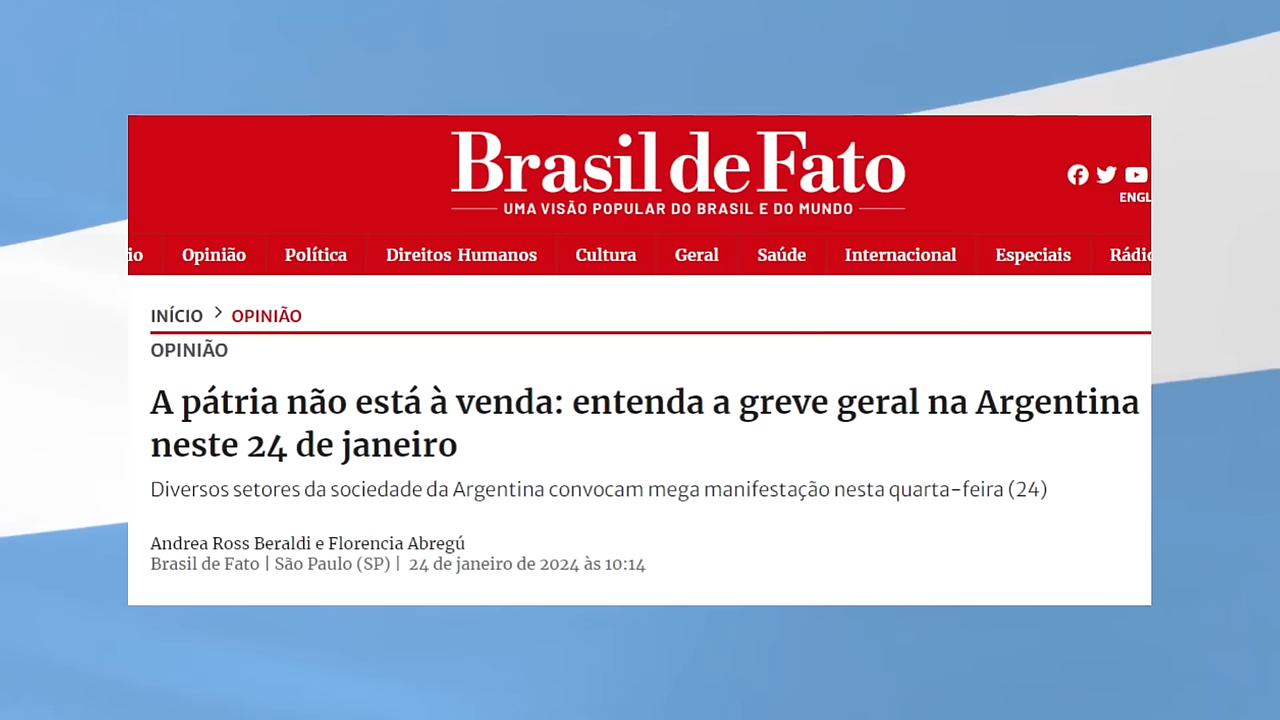 Brasil de Fato
UMA VISÃO POPULAR DO BRASIL E DO MUNDO
ENGL
io Opinião Política Direitos Humanos Cultura Geral Saúde Internacional Especiais Rádio
INÍCIO > OPINIÃO
OPINIÃO
A pátria não está à venda: entenda a greve geral na Argentina
neste 24 de janeiro
Diversos setores da sociedade da Argentina convocam mega manifestação nesta quarta-feira (24)
Andrea Ross Beraldi e Florencia Abregú
Brasil de Fato | São Paulo (SP) | 24 de janeiro de 2024 às 10:14